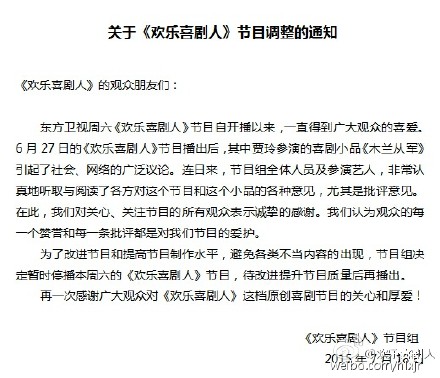 关于《欢乐喜剧人》节目调整的通知
《欢乐喜剧人》的观众朋友们：
东方卫视周六《欢乐喜剧人》节目自开播以来，一直得到广大观众的喜爱。
6月27日的《欢乐喜剧人》节目播出后，其中贾玲参演的喜剧小品《木兰从军》
引起了社会、网络的广泛议论。连日来，节目组全体人员及参演艺人，非常认
真地听取与阅读了各方对这个节目和这个小品的各种意见，尤其是批评意见。
在此，我们对关心、关注节目的所有观众表示诚挚的感谢。我们认为观众的每
一个赞誉和每一条批评都是对我们节目的爱护。
为了改进节目和提高节目制作水平，避免各类不当内容的出现，节目组决
定暂时停播本周六的《欢乐喜剧人》节目，待改进提升节目质量后再播出。
再一次感谢广大观众对《欢乐喜剧人》这档原创喜剧节目的关心和厚爱！
《欢乐喜剧人》节目组
2015年7月1